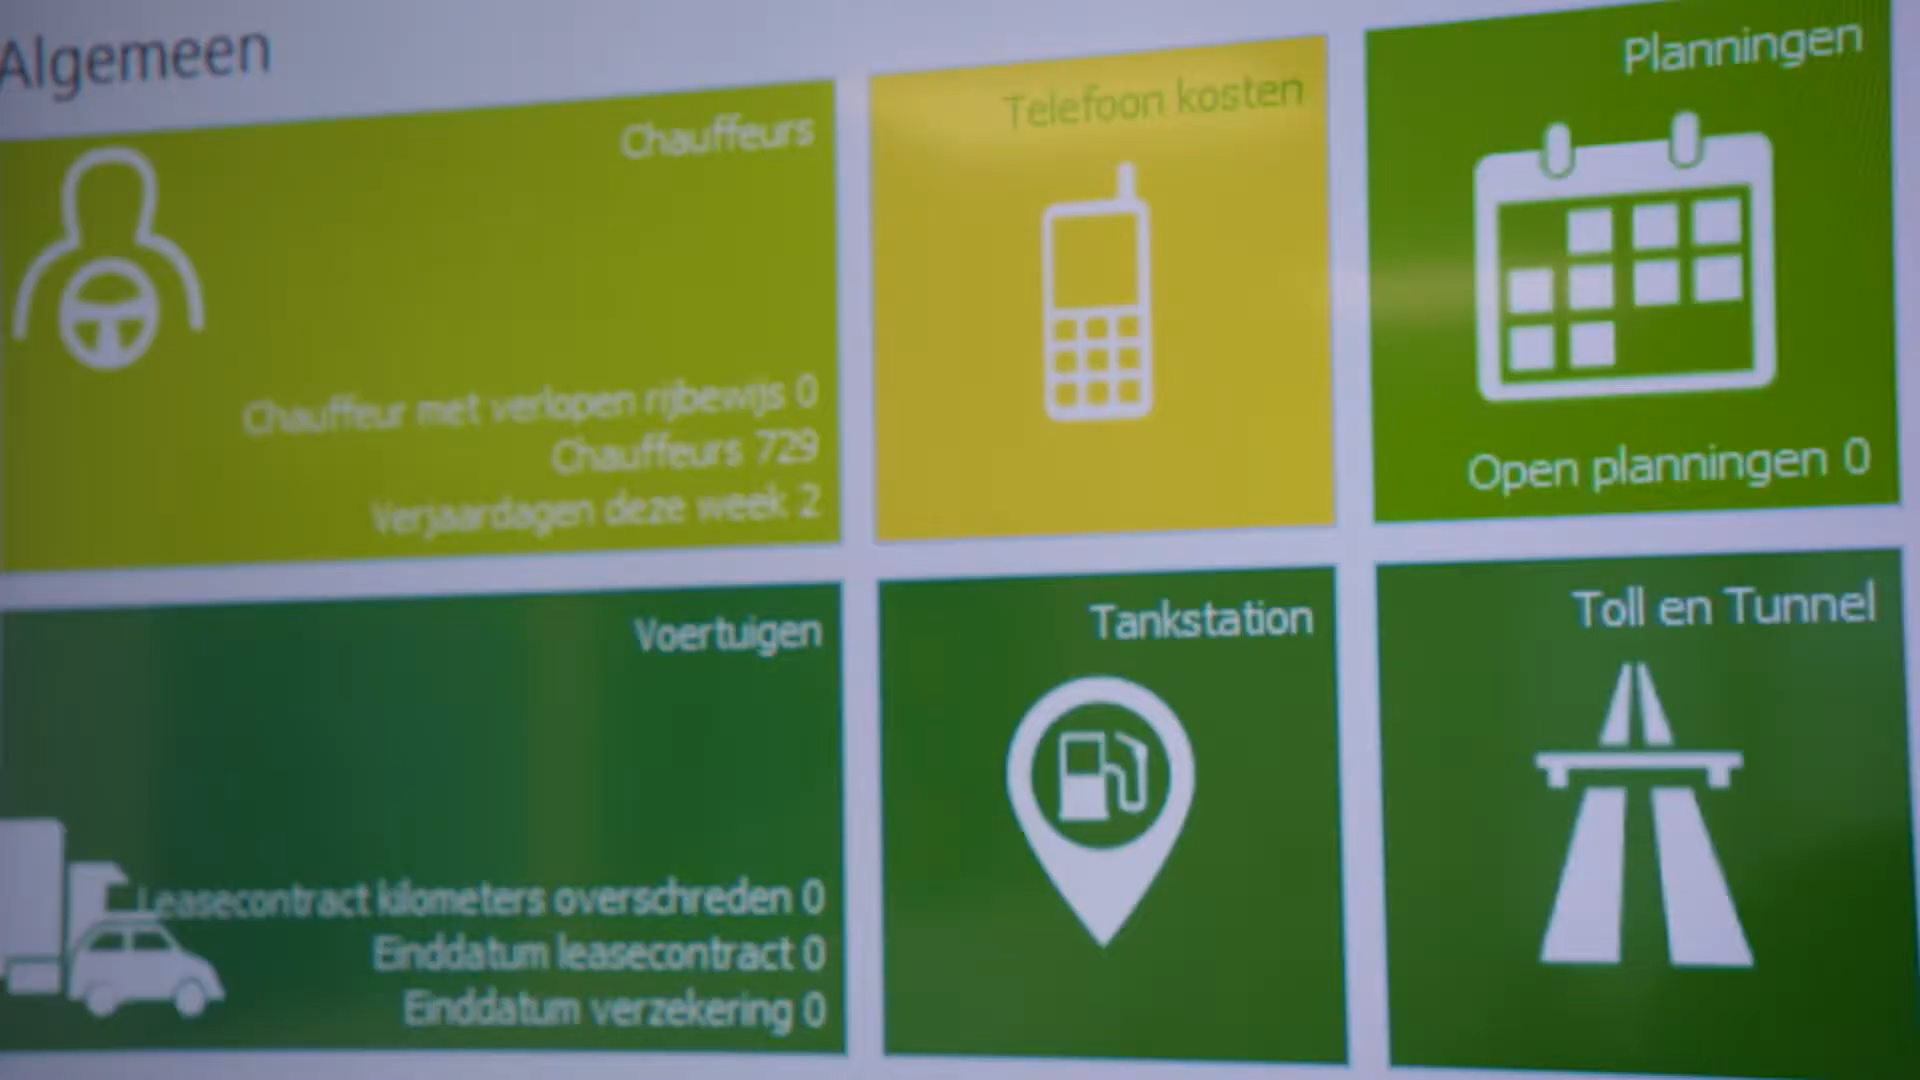 Algemeen
Chauffeurs
Chauffeur met verlopen rijbewijs 0
Chauffeurs 729
Verjaardagen deze week 2
Telefoon kosten
Planningen
Open planningen 0
Voertuigen
Leasecontract kilometers overschreden 0
Einddatum leasecontract 0
Einddatum verzekering 0
Tankstation
Toll en Tunnel